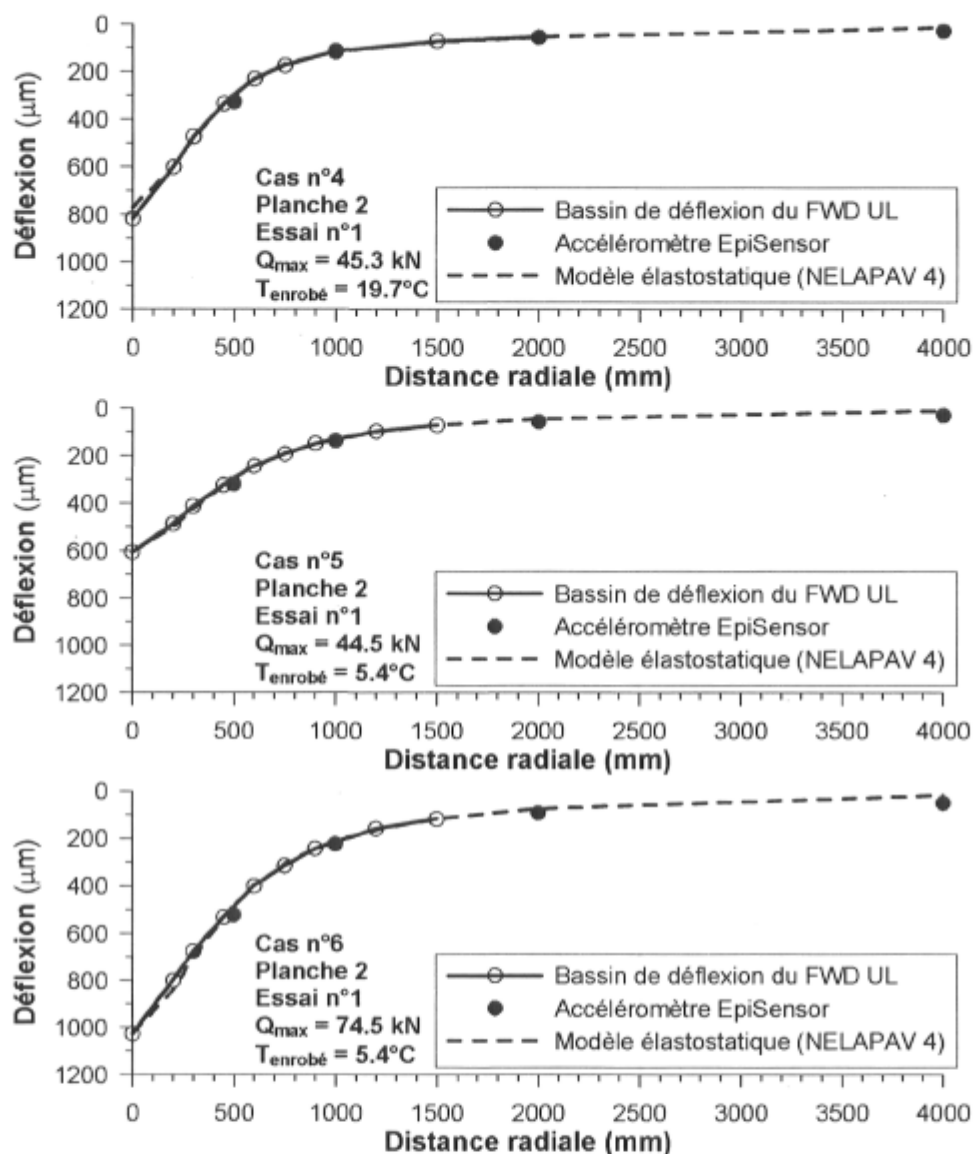 Déflexion (μm)
0
200
400
600
800
1000
1200
Cas n°4
Planche 2
Essai n°1
Qmax = 45.3 kN
Tenrobé = 19.7°C
Bassin de déflexion du FWD UL
Accéléromètre EpiSensor
Modèle élastostatique (NELAPAV 4)
0 500 1000 1500 2000 2500 3000 3500 4000
Distance radiale (mm)
Déflexion (μm)
0
200
400
600
800
1000
1200
Cas n°5
Planche 2
Essai n°1
Qmax = 44.5 kN
Tenrobé = 5.4°C
Bassin de déflexion du FWD UL
Accéléromètre EpiSensor
Modèle élastostatique (NELAPAV 4)
0 500 1000 1500 2000 2500 3000 3500 4000
Distance radiale (mm)
Déflexion (μm)
0
200
400
600
800
1000
1200
Cas n°6
Planche 2
Essai n°1
Qmax = 74.5 kN
Tenrobé = 5.4°C
Bassin de déflexion du FWD UL
Accéléromètre EpiSensor
Modèle élastostatique (NELAPAV 4)
0 500 1000 1500 2000 2500 3000 3500 4000
Distance radiale (mm)